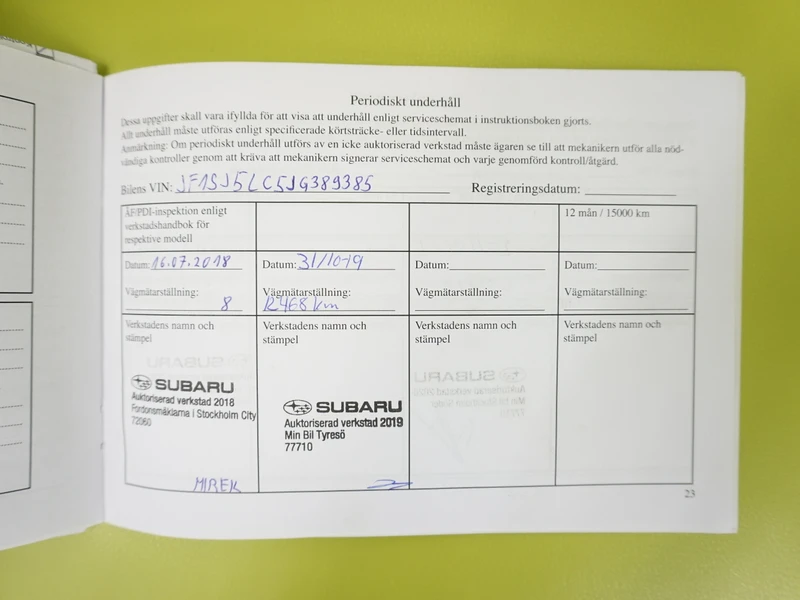 Periodiskt underhåll
Dessa uppgifter skall vara ifyllda för att visa att underhåll enligt serviceschemat i instruktionsboken gjorts.
Allt underhåll måste utföras enligt specificerade körtsträcke- eller tidsintervall.
Anmärkning: Om periodiskt underhåll utförs av en icke auktoriserad verkstad måste ägaren se till att mekanikern utför alla nöd-
vändiga kontroller genom att kräva att mekanikern signerar serviceschemat och varje genomförd kontroll/åtgärd.
Bilens VIN: JF1SJ5LC5JG389385 Registreringsdatum:
ÄF/PDI-inspektion enligt
verkstadshandbok för
respektive modell
12 mån / 15000 km
Datum: 16.07.2018 Datum: 31/10-19 Datum: Datum:
Vägmätarställning: Vägmätarställning: Vägmätarställning: Vägmätarställning:
8 km
Verkstadens namn och Verkstadens namn och Verkstadens namn och Verkstadens namn och
stämpel stämpel stämpel stämpel
SUBARU
Auktoriserad verkstad 2018
Fordonsmäklarna i Stockholm City
72060
MIREK
SUBARU
Auktoriserad verkstad 2019
Min Bil Tyresö
77710
23